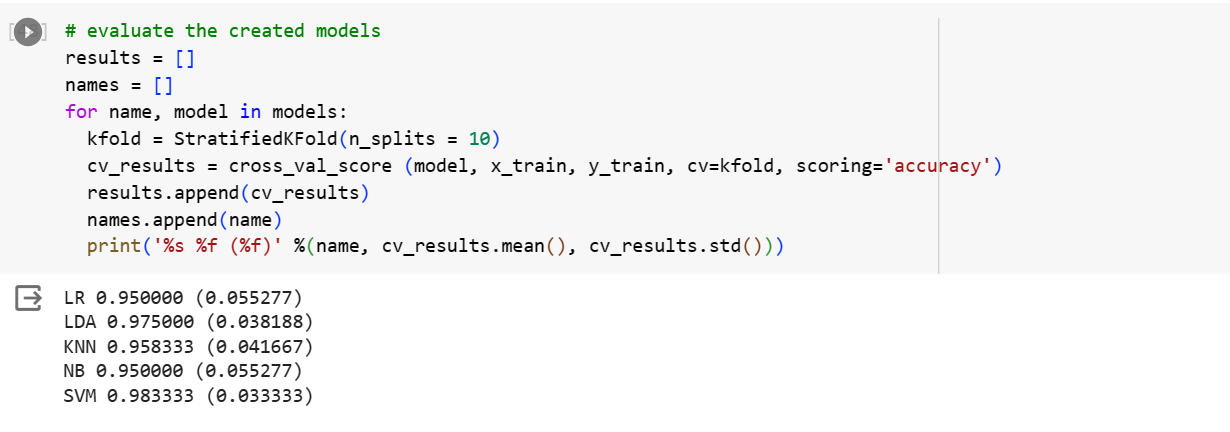 # evaluate the created models
results = []
names = []
for name, model in models:
  kfold = StratifiedKFold(n_splits = 10)
  cv_results = cross_val_score (model, x_train, y_train, cv=kfold, scoring='accuracy')
  results.append(cv_results)
  names.append(name)
  print('%s %f (%f)' %(name, cv_results.mean(), cv_results.std()))
LR 0.950000 (0.055277)
LDA 0.975000 (0.038188)
KNN 0.958333 (0.041667)
NB 0.950000 (0.055277)
SVM 0.983333 (0.033333)